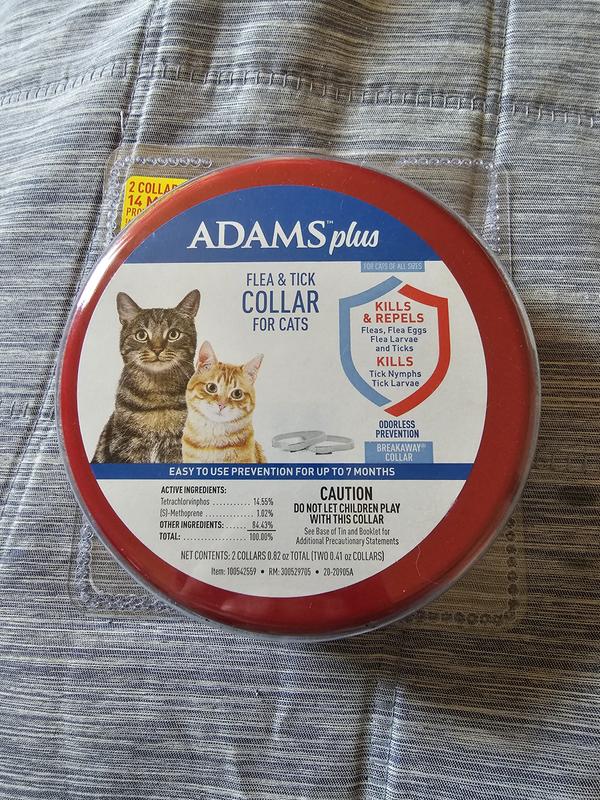 2 COLLAR
14 M
ADAMS™ plus
FOR CATS OF ALL SIZES
FLEA & TICK
COLLAR
FOR CATS
KILLS
& REPELS
Fleas, Flea Eggs
Flea Larvae
and Ticks
KILLS
Tick Nymphs
Tick Larvae
ODORLESS
PREVENTION
BREAKAWAY®
COLLAR
EASY TO USE PREVENTION FOR UP TO 7 MONTHS
ACTIVE INGREDIENTS:
Tetrachlorvinphos .......... 14.55%
(S)-Methoprene .......... 1.02%
OTHER INGREDIENTS: ..... 84.43%
TOTAL: .......... 100.00%
CAUTION
DO NOT LET CHILDREN PLAY
WITH THIS COLLAR
See Base of Tin and Booklet for
Additional Precautionary Statements
NET CONTENTS: 2 COLLARS 0.82 oz TOTAL (TWO 0.41 oz COLLARS)
Item: 100542559 • RM: 300529705 • 20-20905A